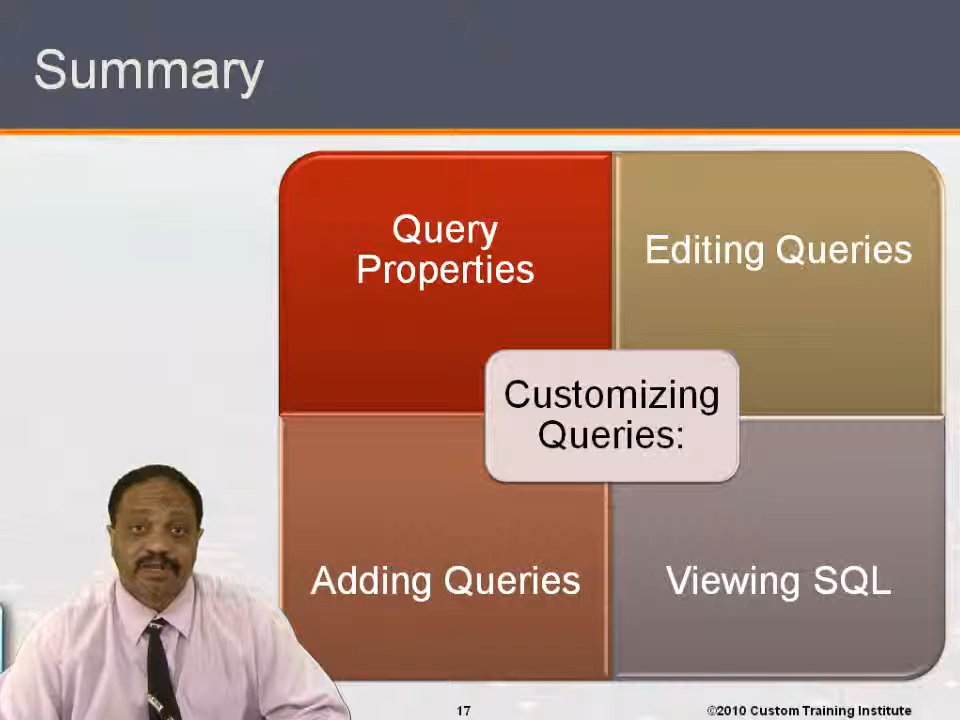 Summary
Query
Properties
Editing Queries
Customizing
Queries:
Adding Queries
Viewing SQL
17
©2010 Custom Training Institute